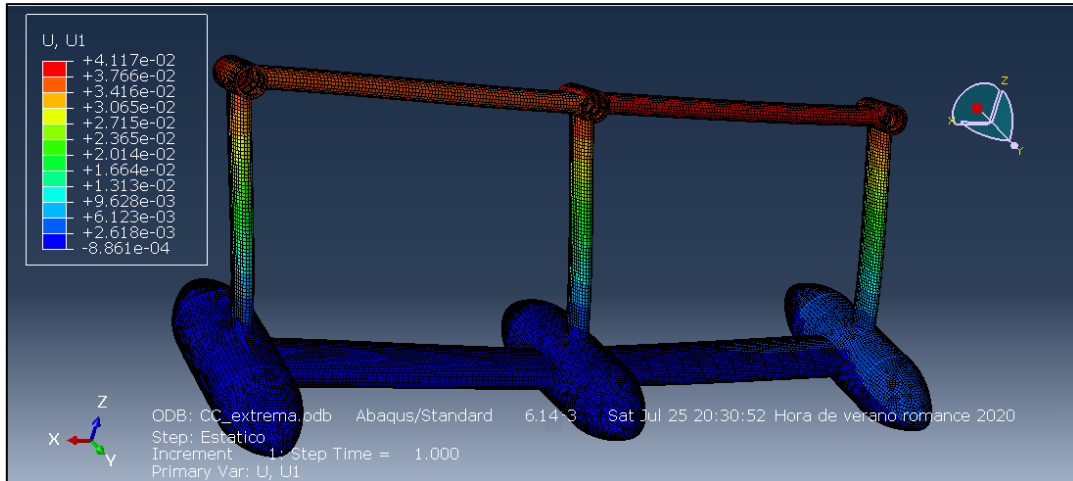 U, U1
+4.117e-02
+3.766e-02
+3.416e-02
+3.065e-02
+2.715e-02
+2.365e-02
+2.014e-02
+1.664e-02
+1.313e-02
+9.628e-03
+6.123e-03
+2.618e-03
-8.861e-04
Z
X
Y
Z
X
Y
ODB: CC_extrema.odb Abaqus/Standard 6.14-3 Sat Jul 25 20:30:52 Hora de verano romance 2020
Step: Estatico
Increment 1: Step Time = 1.000
Primary Var: U, U1